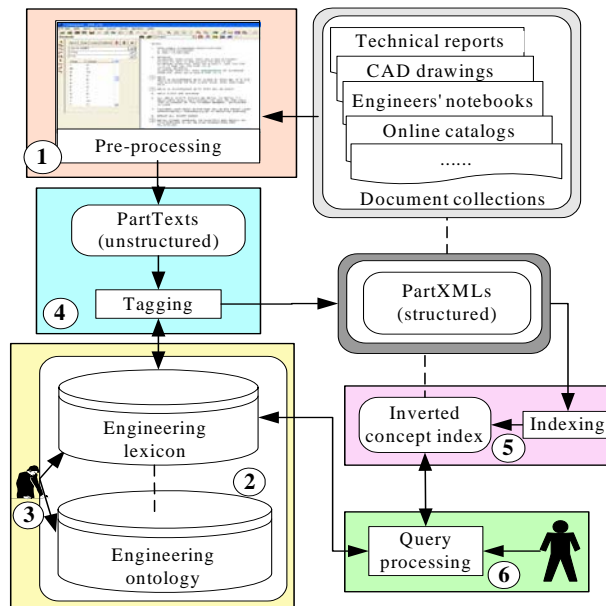 Technical reports
CAD drawings
Engineers' notebooks
Online catalogs
......
Document collections
Pre-processing
1
PartTexts
(unstructured)
Tagging
4
PartXMLs
(structured)
Engineering
lexicon
2
3
Engineering
ontology
Inverted
concept index
Indexing
5
Query
processing
6